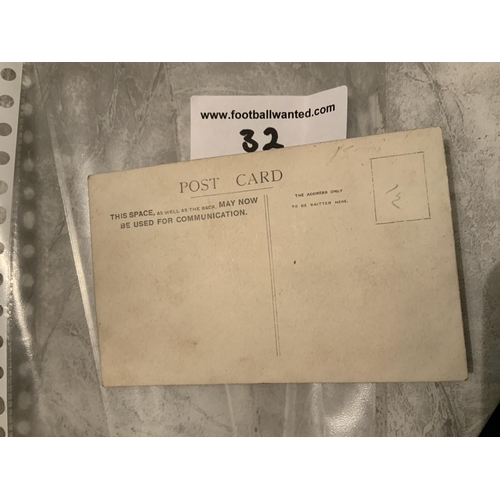 www.footballwanted.com
32
POST CARD
THIS SPACE, AS WELL AS THE BACK, MAY NOW
BE USED FOR COMMUNICATION.
THE ADDRESS ONLY
TO BE WRITTEN HERE.